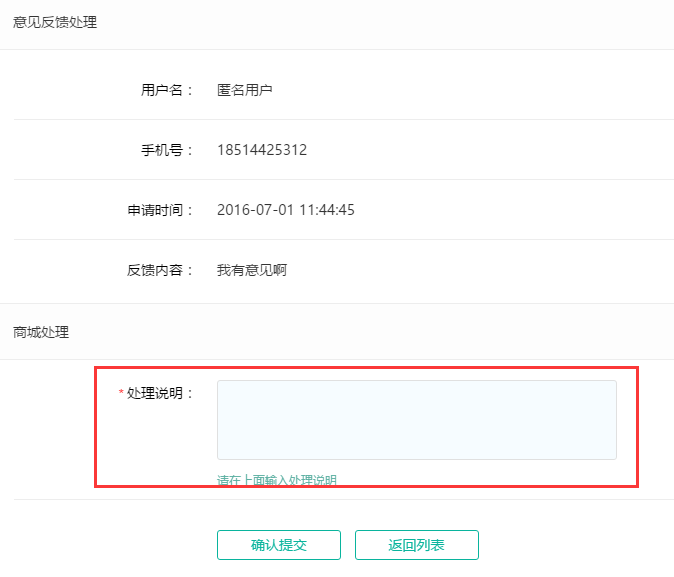 意见反馈处理
用户名： 匿名用户
手机号： 18514425312
申请时间： 2016-07-01 11:44:45
反馈内容： 我有意见啊
商城处理
*处理说明：
请在上面输入处理说明
确认提交 返回列表